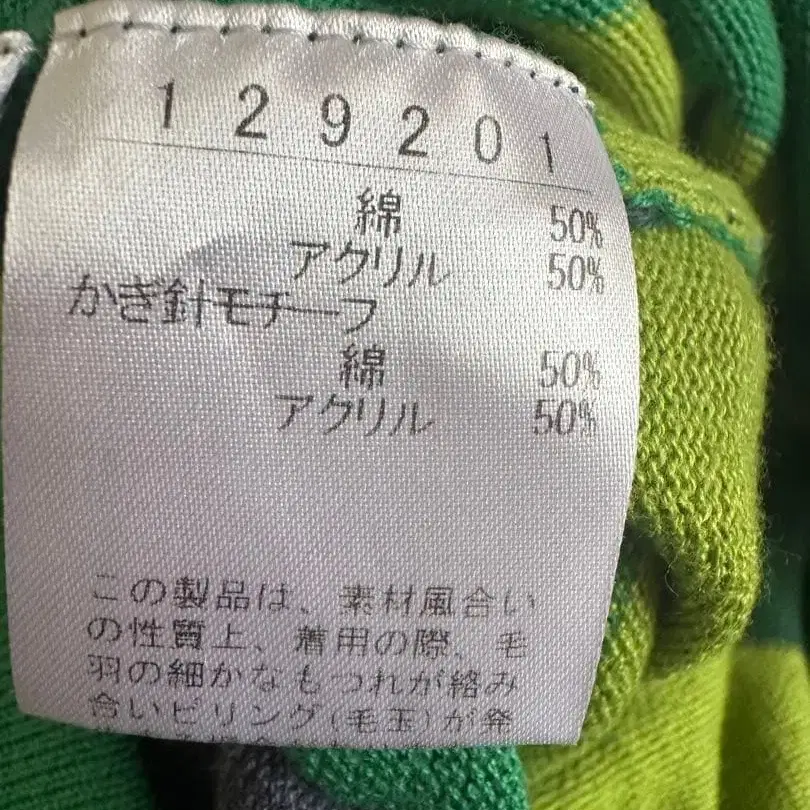 129201
綿 50%
アクリル 50%
かぎ針モチーフ
綿 50%
アクリル 50%
この製品は、素材風合い
の性質上、着用の際、毛
羽の細かなもつれが絡み
合いピリング(毛玉)が発